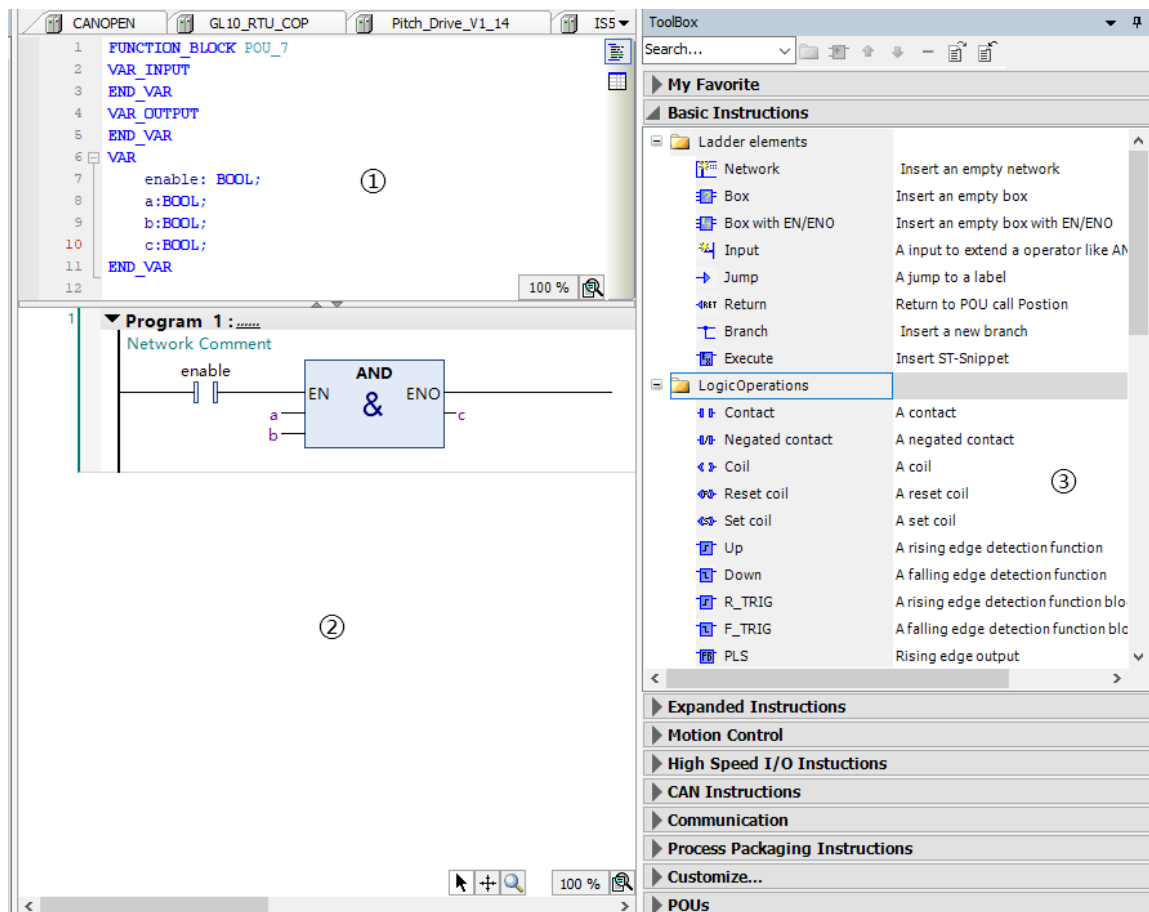 CANOPEN GL10_RTU_COP Pitch_Drive_V1_14 IS5
1 FUNCTION_BLOCK POU_7
2 VAR_INPUT
3 END_VAR
4 VAR_OUTPUT
5 END_VAR
6 VAR
7 enable: BOOL;
8 a:BOOL;
9 b:BOOL;
10 c:BOOL;
11 END_VAR
12
①
100 %
1 Program 1 :......
Network Comment
enable
AND
EN & ENO
a c
b
②
100 %
ToolBox
Search...
My Favorite
Basic Instructions
Ladder elements
Network Insert an empty network
Box Insert an empty box
Box with EN/ENO Insert an empty box with EN/ENO
Input A input to extend a operator like AN
Jump A jump to a label
RET Return Return to POU call Postion
Branch Insert a new branch
Execute Insert ST-Snippet
LogicOperations
Contact A contact
Negated contact A negated contact
Coil A coil
Reset coil A reset coil
Set coil A set coil
Up A rising edge detection function
Down A falling edge detection function
R_TRIG A rising edge detection function blo
F_TRIG A falling edge detection function blo
FB PLS Rising edge output
③
Expanded Instructions
Motion Control
High Speed I/O Instuctions
CAN Instructions
Communication
Process Packaging Instructions
Customize...
POUs